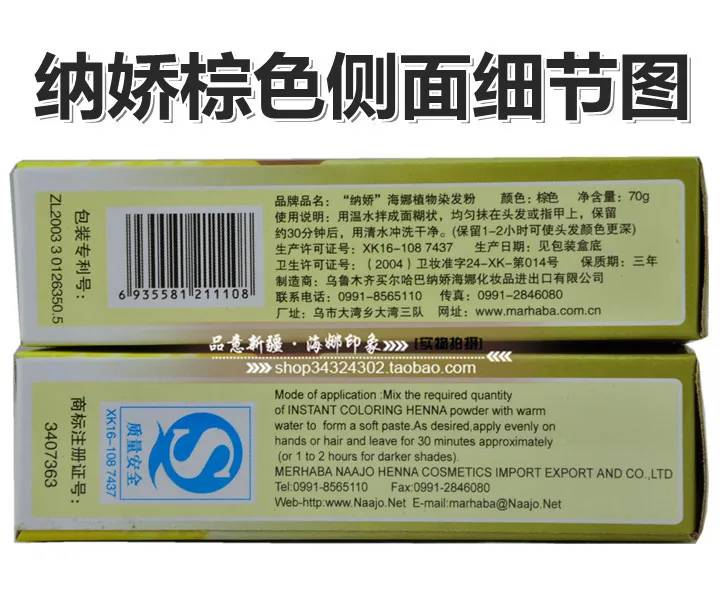 纳娇棕色侧面细节图
包装专利号:
ZL2003 3 0126350.5
6 935581 211108
品牌品名:“纳娇”海娜植物染发粉 颜色:棕色 净含量:70g
使用说明:用温水拌成面糊状,均匀抹在头发或指甲上,保留
约30分钟后,用清水冲洗干净。(保留1-2小时可使头发颜色更深)
生产许可证号:XK16-108 7437 生产日期:见包装盒底
卫生许可证号:(2004)卫妆准字24-XK-第014号 保质期:三年
制造商:乌鲁木齐买尔哈巴纳娇海娜化妆品进出口有限公司
联系电话:0991-8565110 传真:0991-2846080
厂址:乌市大湾乡大湾三队 网址:www.marhaba.com.cn
品意新疆·海娜印象 [实物拍摄]
shop34324302.taobao.com
商标注册证号:
3407363
XK16-108 7437
质量安全
Mode of application :Mix the required quantity
of INSTANT COLORING HENNA powder with warm
water to form a soft paste.As desired,apply evenly on
hands or hair and leave for 30 minutes approximately
(or 1 to 2 hours for darker shades).
MERHABA NAAJO HENNA COSMETICS IMPORT EXPORT AND CO.,LTD
Tel:0991-8565110 Fax:0991-2846080
Web-http:www.Naajo.Net E-mail:marhaba@Naajo.Net